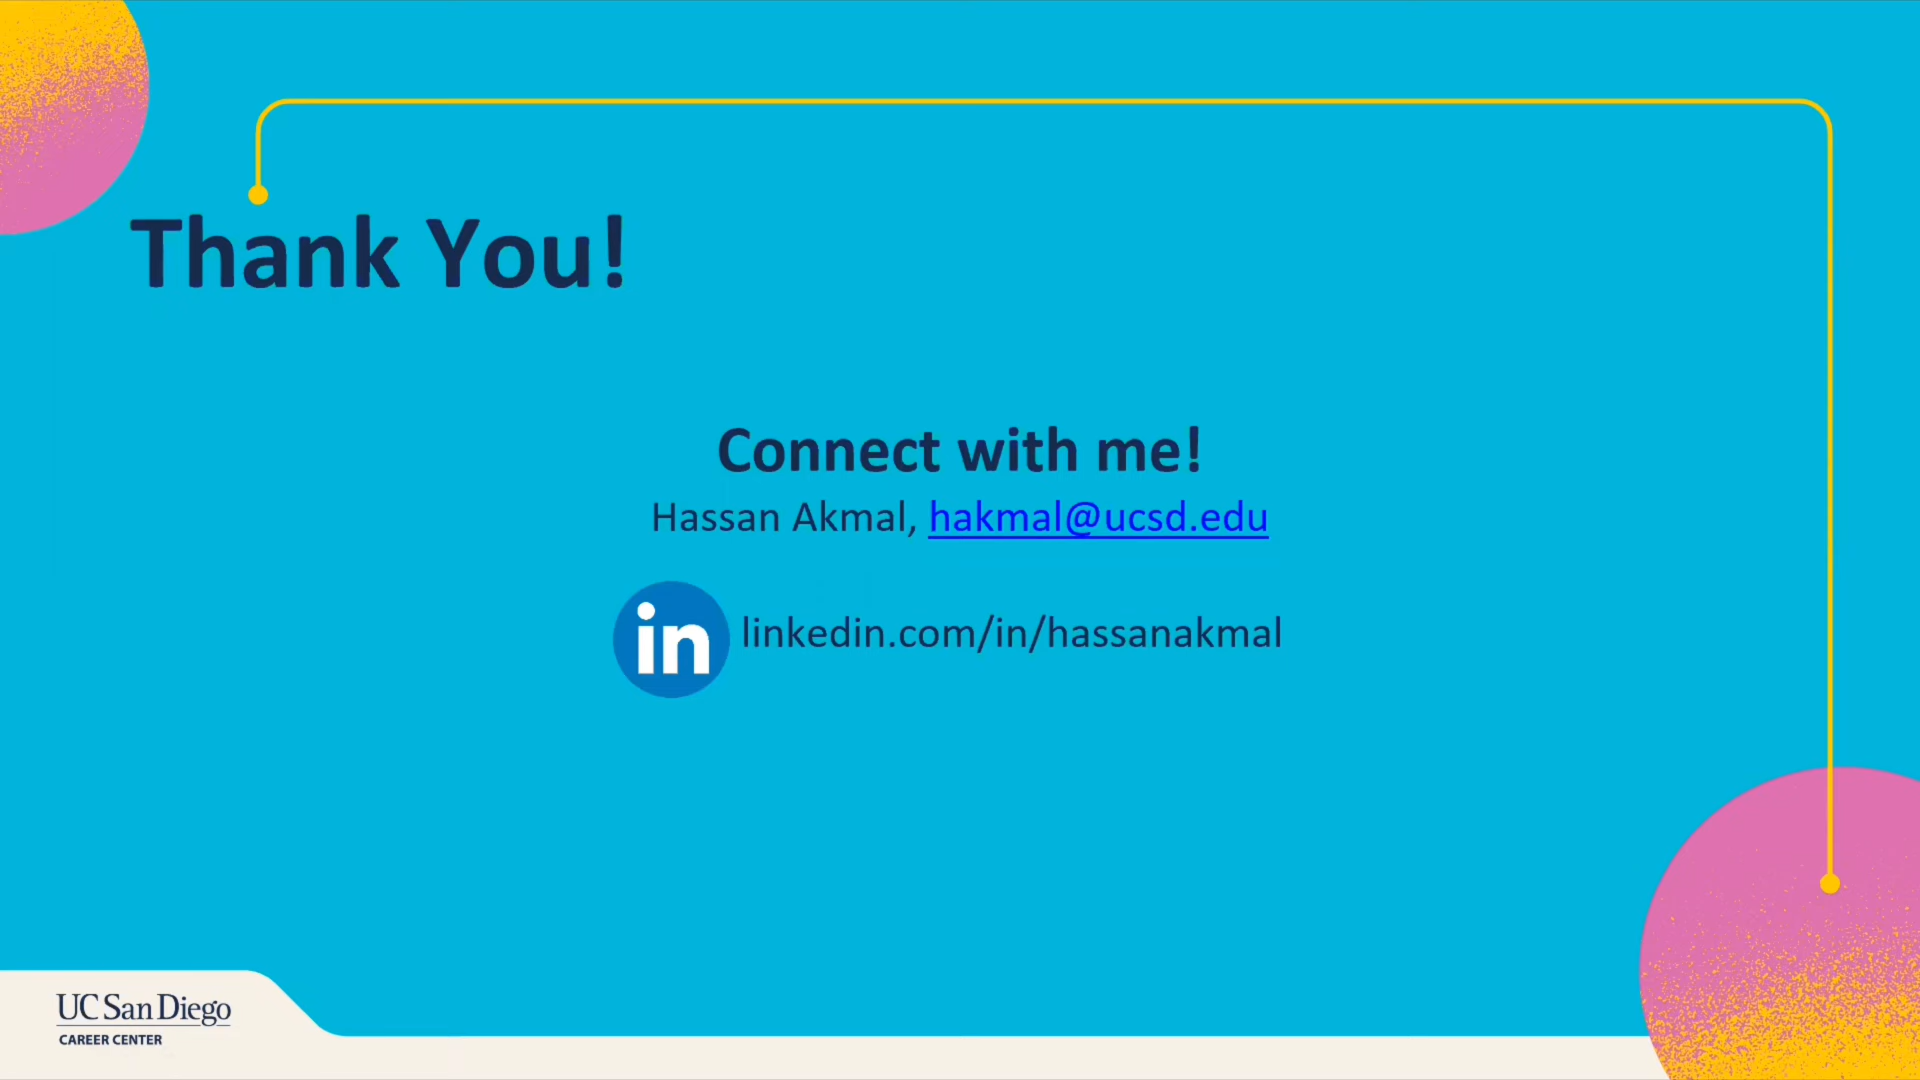 Thank You!
Connect with me!
Hassan Akmal, hakmal@ucsd.edu
in linkedin.com/in/hassanakmal
UC San Diego
CAREER CENTER